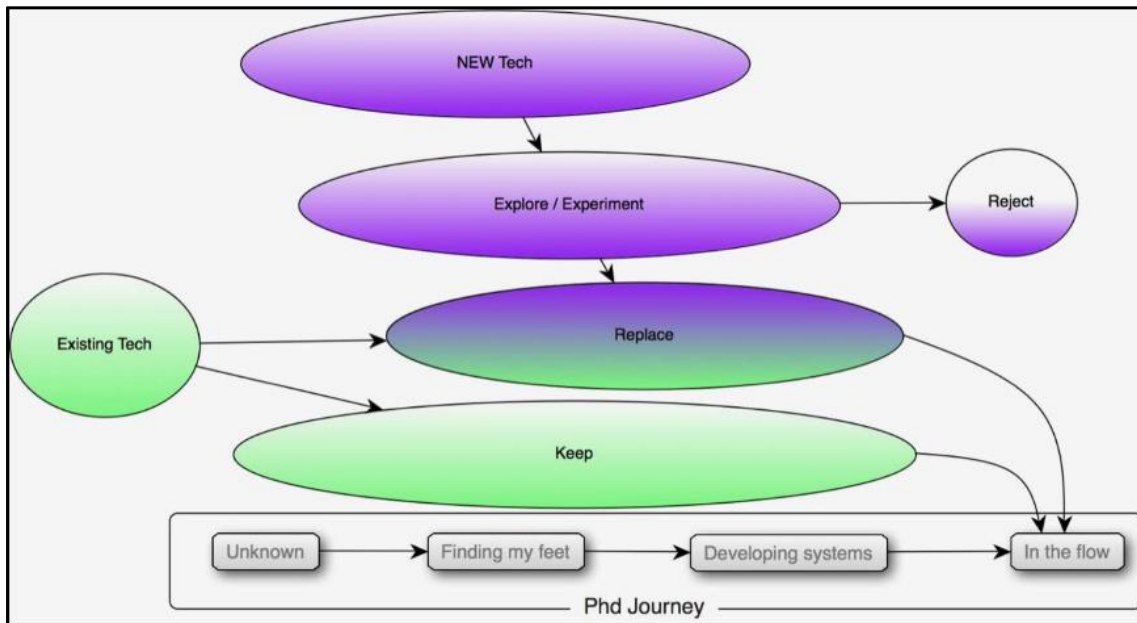 NEW Tech
Explore / Experiment
Reject
Existing Tech
Replace
Keep
Unknown
Finding my feet
Developing systems
In the flow
Phd Journey